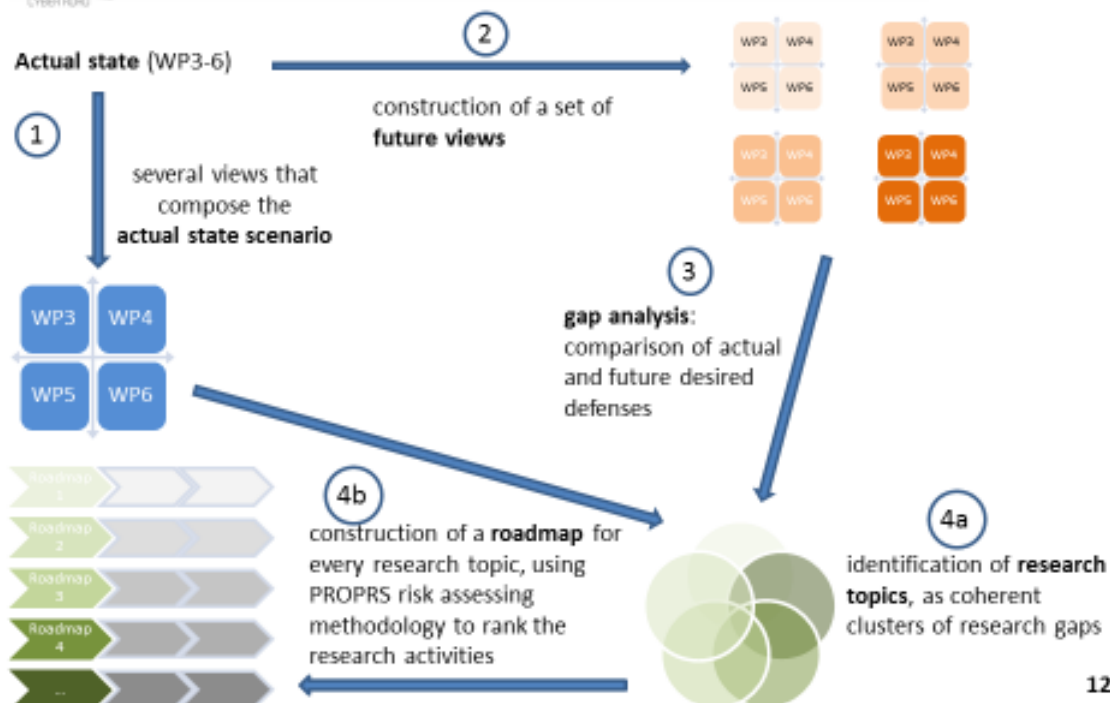 CYBERROAD
2
Actual state (WP3-6)
WP3 WP4
WP5 WP6
WP3 WP4
WP5 WP6
construction of a set of
future views
1
several views that
compose the
actual state scenario
WP3 WP4
WP5 WP6
WP3 WP4
WP5 WP6
3
WP3 WP4
WP5 WP6
gap analysis:
comparison of actual
and future desired
defenses
Roadmap
1
Roadmap
2
Roadmap
3
Roadmap
4
...
4b
construction of a roadmap for
every research topic, using
PROPRS risk assessing
methodology to rank the
research activities
4a
identification of research
topics, as coherent
clusters of research gaps
12